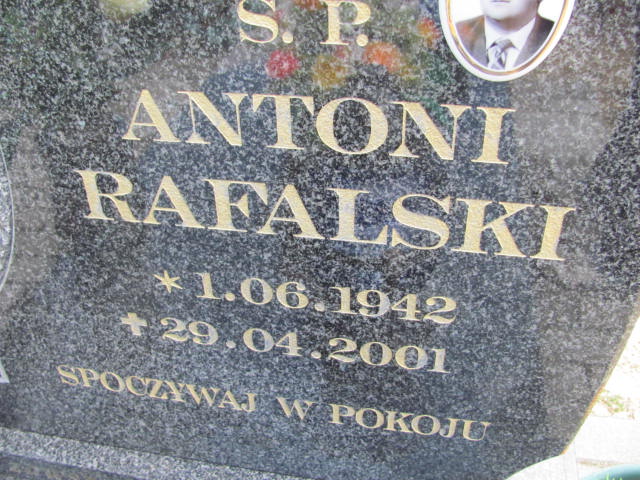 Ś. P.
ANTONI
RAFALSKI
* 1.06.1942
✝ 29.04.2001
SPOCZYWAJ W POKOJU